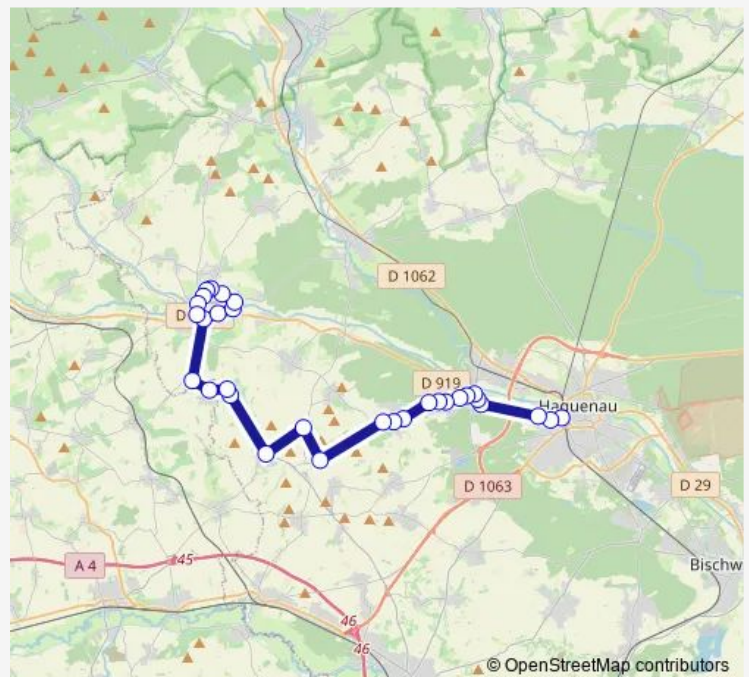 D 1062
D
D 919
Haguenau
D 1063
D 29
A 4
45
Bischw
46
46
© OpenStreetMap contributors